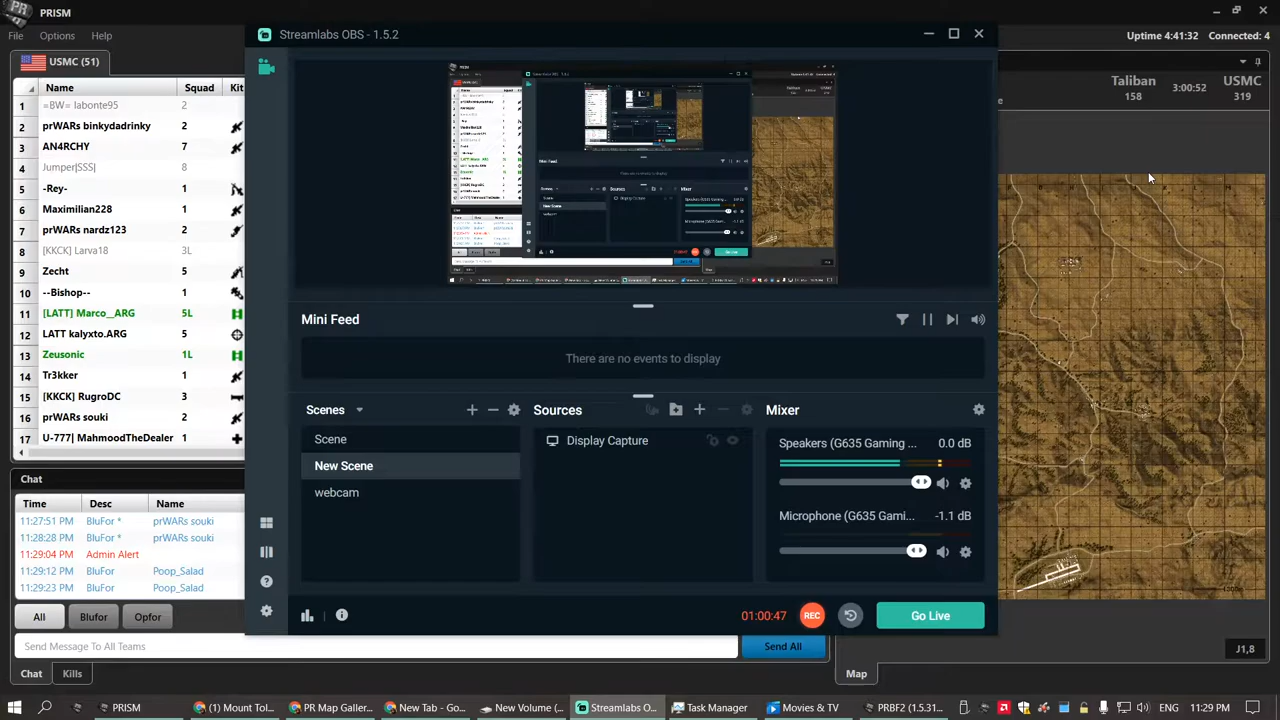 PRISM
File Options Help
Uptime 4:41:32 Connected: 4
USMC (51)
Taliban USMC
158 319
Name Squad Kit
1 =BW= laborite95 2
2 prWARs binkydadrinky 2
3 AN4RCHY 7
4 JumperISSS| 8
5 -Rey- 1
6 Maxmilian228 1
7 prWARs nardz123 2
8 [KKCK] Larva18 3L
9 Zecht 2
10 --Bishop-- 1
11 [LATT] Marco__ARG 5L
12 LATT kalyxto.ARG 5
13 Zeusonic 1L
14 Tr3kker 1
15 [KKCK] RugroDC 3
16 prWARs souki 2
17 U-777| MahmoodTheDealer 1
Chat
Time Desc Name
11:27:51 PM BluFor * prWARs souki
11:28:28 PM BluFor * prWARs souki
11:29:04 PM Admin Alert
11:29:12 PM BluFor Poop_Salad
11:29:23 PM BluFor Poop_Salad
All Blufor Opfor
Send Message To All Teams Send All
Chat Kills
Map
J1,8
Streamlabs OBS - 1.5.2
Mini Feed
There are no events to display
Scenes
Scene
New Scene
webcam
Sources
Display Capture
Mixer
Speakers (G635 Gaming ... 0.0 dB
Microphone (G635 Gami... -1.1 dB
01:00:47 REC Go Live
PRISM (1) Mount Tol... PR Map Galler... New Tab - Go... New Volume (... Streamlabs O... Task Manager Movies & TV PRBF2 (1.5.31... 11:29 PM